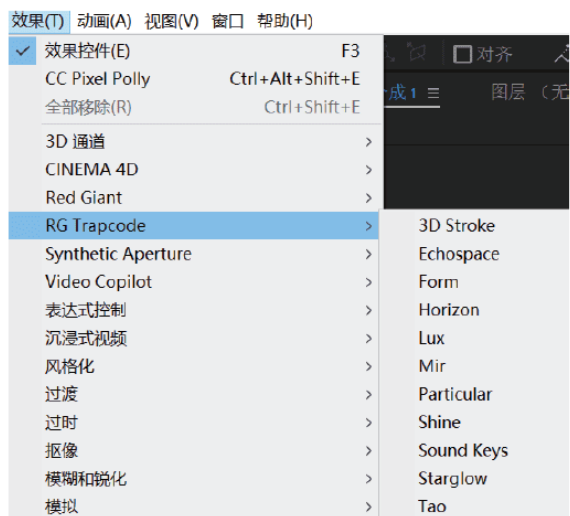 效果(T) 动画(A) 视图(V) 窗口 帮助(H)
效果控件(E) F3
CC Pixel Polly Ctrl+Alt+Shift+E
全部移除(R) Ctrl+Shift+E
对齐
成 1
图层 （无
3D 通道
CINEMA 4D
Red Giant
RG Trapcode
Synthetic Aperture
Video Copilot
表达式控制
沉浸式视频
风格化
过渡
过时
抠像
模糊和锐化
模拟
3D Stroke
Echospace
Form
Horizon
Lux
Mir
Particular
Shine
Sound Keys
Starglow
Tao